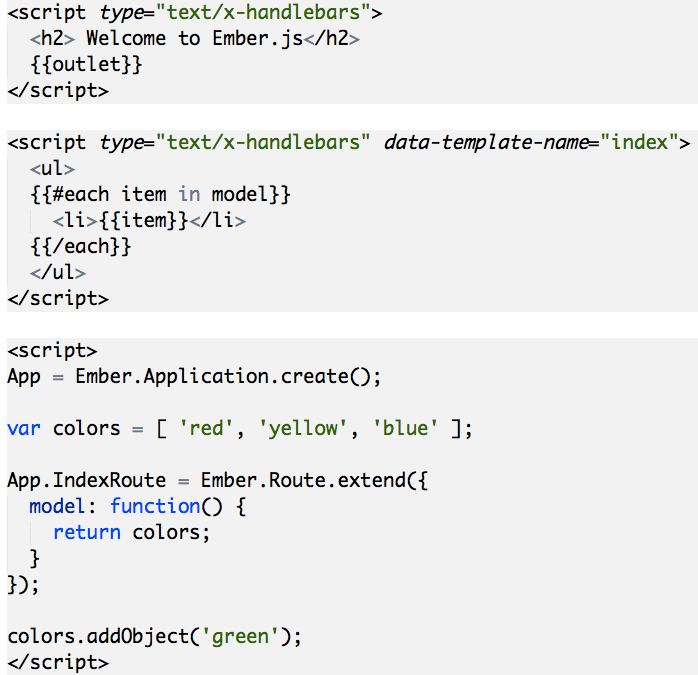 <script type="text/x-handlebars">
  <h2> Welcome to Ember.js</h2>
  {{outlet}}
</script>
<script type="text/x-handlebars" data-template-name="index">
  <ul>
  {{#each item in model}}
    <li>{{item}}</li>
  {{/each}}
  </ul>
</script>
<script>
App = Ember.Application.create();
var colors = [ 'red', 'yellow', 'blue' ];
App.IndexRoute = Ember.Route.extend({
  model: function() {
    return colors;
  }
});
colors.addObject('green');
</script>